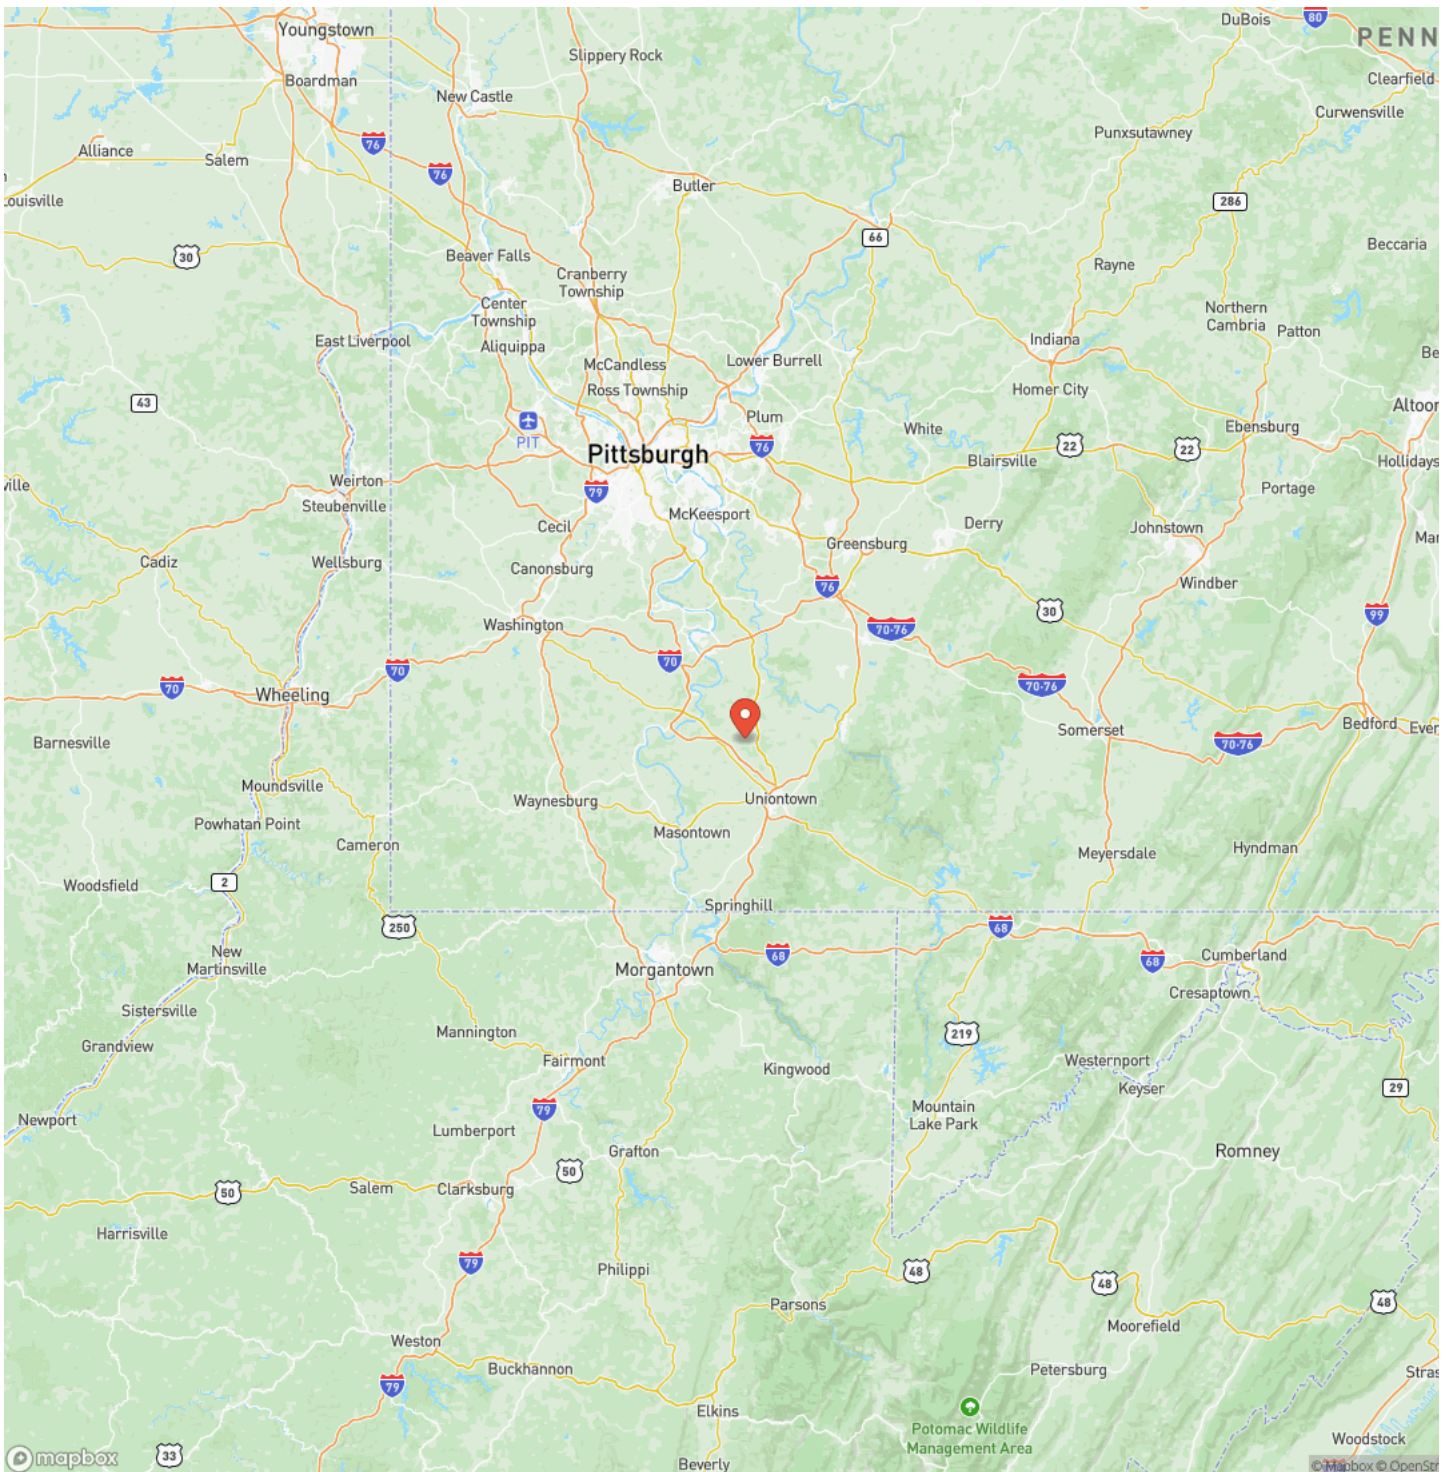 Youngstown
DuBois
80
PENN
Slippery Rock
Boardman
Clearfield
New Castle
Curwensville
76
Punxsutawney
Alliance
Salem
76
Butler
ouisville
286
66
30
Beaver Falls
Beccaria
Cranberry
Township
Rayne
Center
Township
Northern
Cambria
Patton
East Liverpool
Aliquippa
Indiana
Be
McCandless
Lower Burrell
Ross Township
Homer City
43
Altoor
PIT
Plum
White
Ebensburg
Pittsburgh
76
22
22
Blairsville
Hollidays
Weirton
79
ville
Portage
Steubenville
McKeesport
Cecil
Derry
Johnstown
Greensburg
Mar
Cadiz
Wellsburg
Canonsburg
76
Windber
30
99
Washington
70-76
70
70
70
70-76
Wheeling
Somerset
Bedford
Ever
Barnesville
70-76
Moundsville
Waynesburg
Uniontown
Powhatan Point
Masontown
Cameron
Meyersdale
Hyndman
Woodsfield
2
Springhill
250
68
New
Martinsville
68
68
Cumberland
Morgantown
Cresaptown
Sistersville
Mannington
219
Grandview
Fairmont
Kingwood
Westernport
Keyser
29
Newport
79
Mountain
Lake Park
Lumberport
Grafton
Romney
50
50
Salem
Clarksburg
Harrisville
79
Philippi
48
48
48
Parsons
Moorefield
Weston
Buckhannon
Petersburg
Stras
79
Elkins
Potomac Wildlife
Management Area
Woodstock
33
mapbox
Beverly
© Mapbox © OpenStr